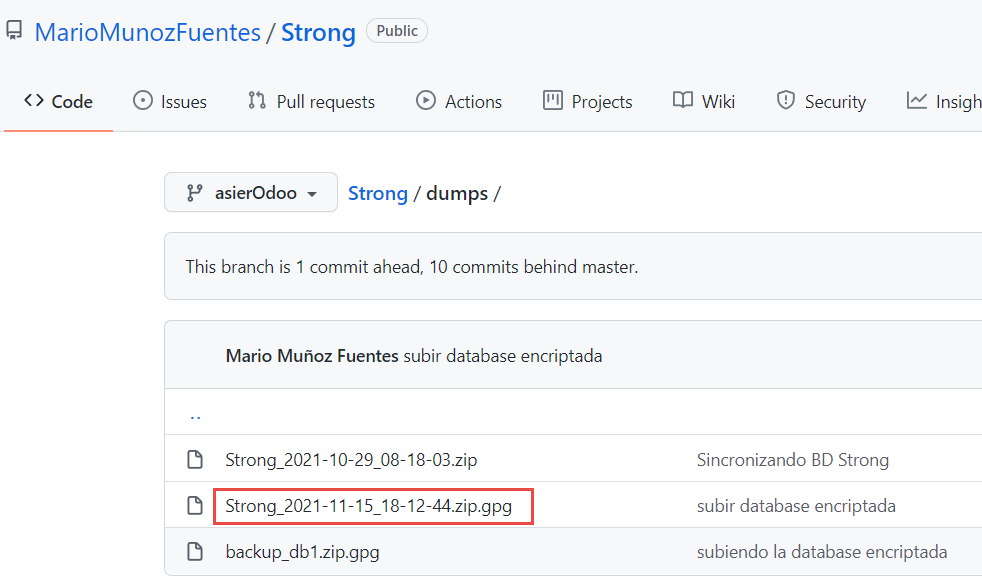 MarioMunozFuentes / Strong Public
Code Issues Pull requests Actions Projects Wiki Security Insigh
asierOdoo Strong / dumps /
This branch is 1 commit ahead, 10 commits behind master.
Mario Muñoz Fuentes subir database encriptada
..
Strong_2021-10-29_08-18-03.zip Sincronizando BD Strong
Strong_2021-11-15_18-12-44.zip.gpg subir database encriptada
backup_db1.zip.gpg subiendo la database encriptada